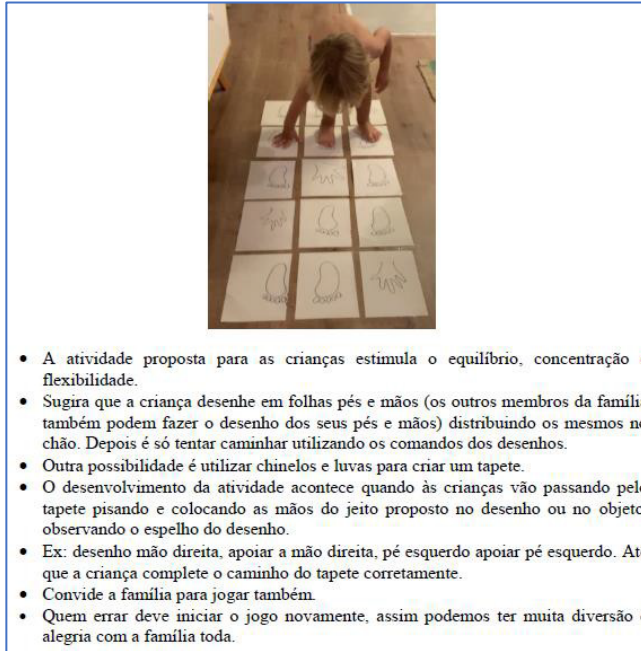 • A atividade proposta para as crianças estimula o equilíbrio, concentração
flexibilidade.
• Sugira que a criança desenhe em folhas pés e mãos (os outros membros da família
também podem fazer o desenho dos seus pés e mãos) distribuindo os mesmos no
chão. Depois é só tentar caminhar utilizando os comandos dos desenhos.
• Outra possibilidade é utilizar chinelos e luvas para criar um tapete.
• O desenvolvimento da atividade acontece quando às crianças vão passando pelo
tapete pisando e colocando as mãos do jeito proposto no desenho ou no objeto,
observando o espelho do desenho.
• Ex: desenho mão direita, apoiar a mão direita, pé esquerdo apoiar pé esquerdo. Até
que a criança complete o caminho do tapete corretamente.
• Convide a família para jogar também.
• Quem errar deve iniciar o jogo novamente, assim podemos ter muita diversão
alegria com a família toda.